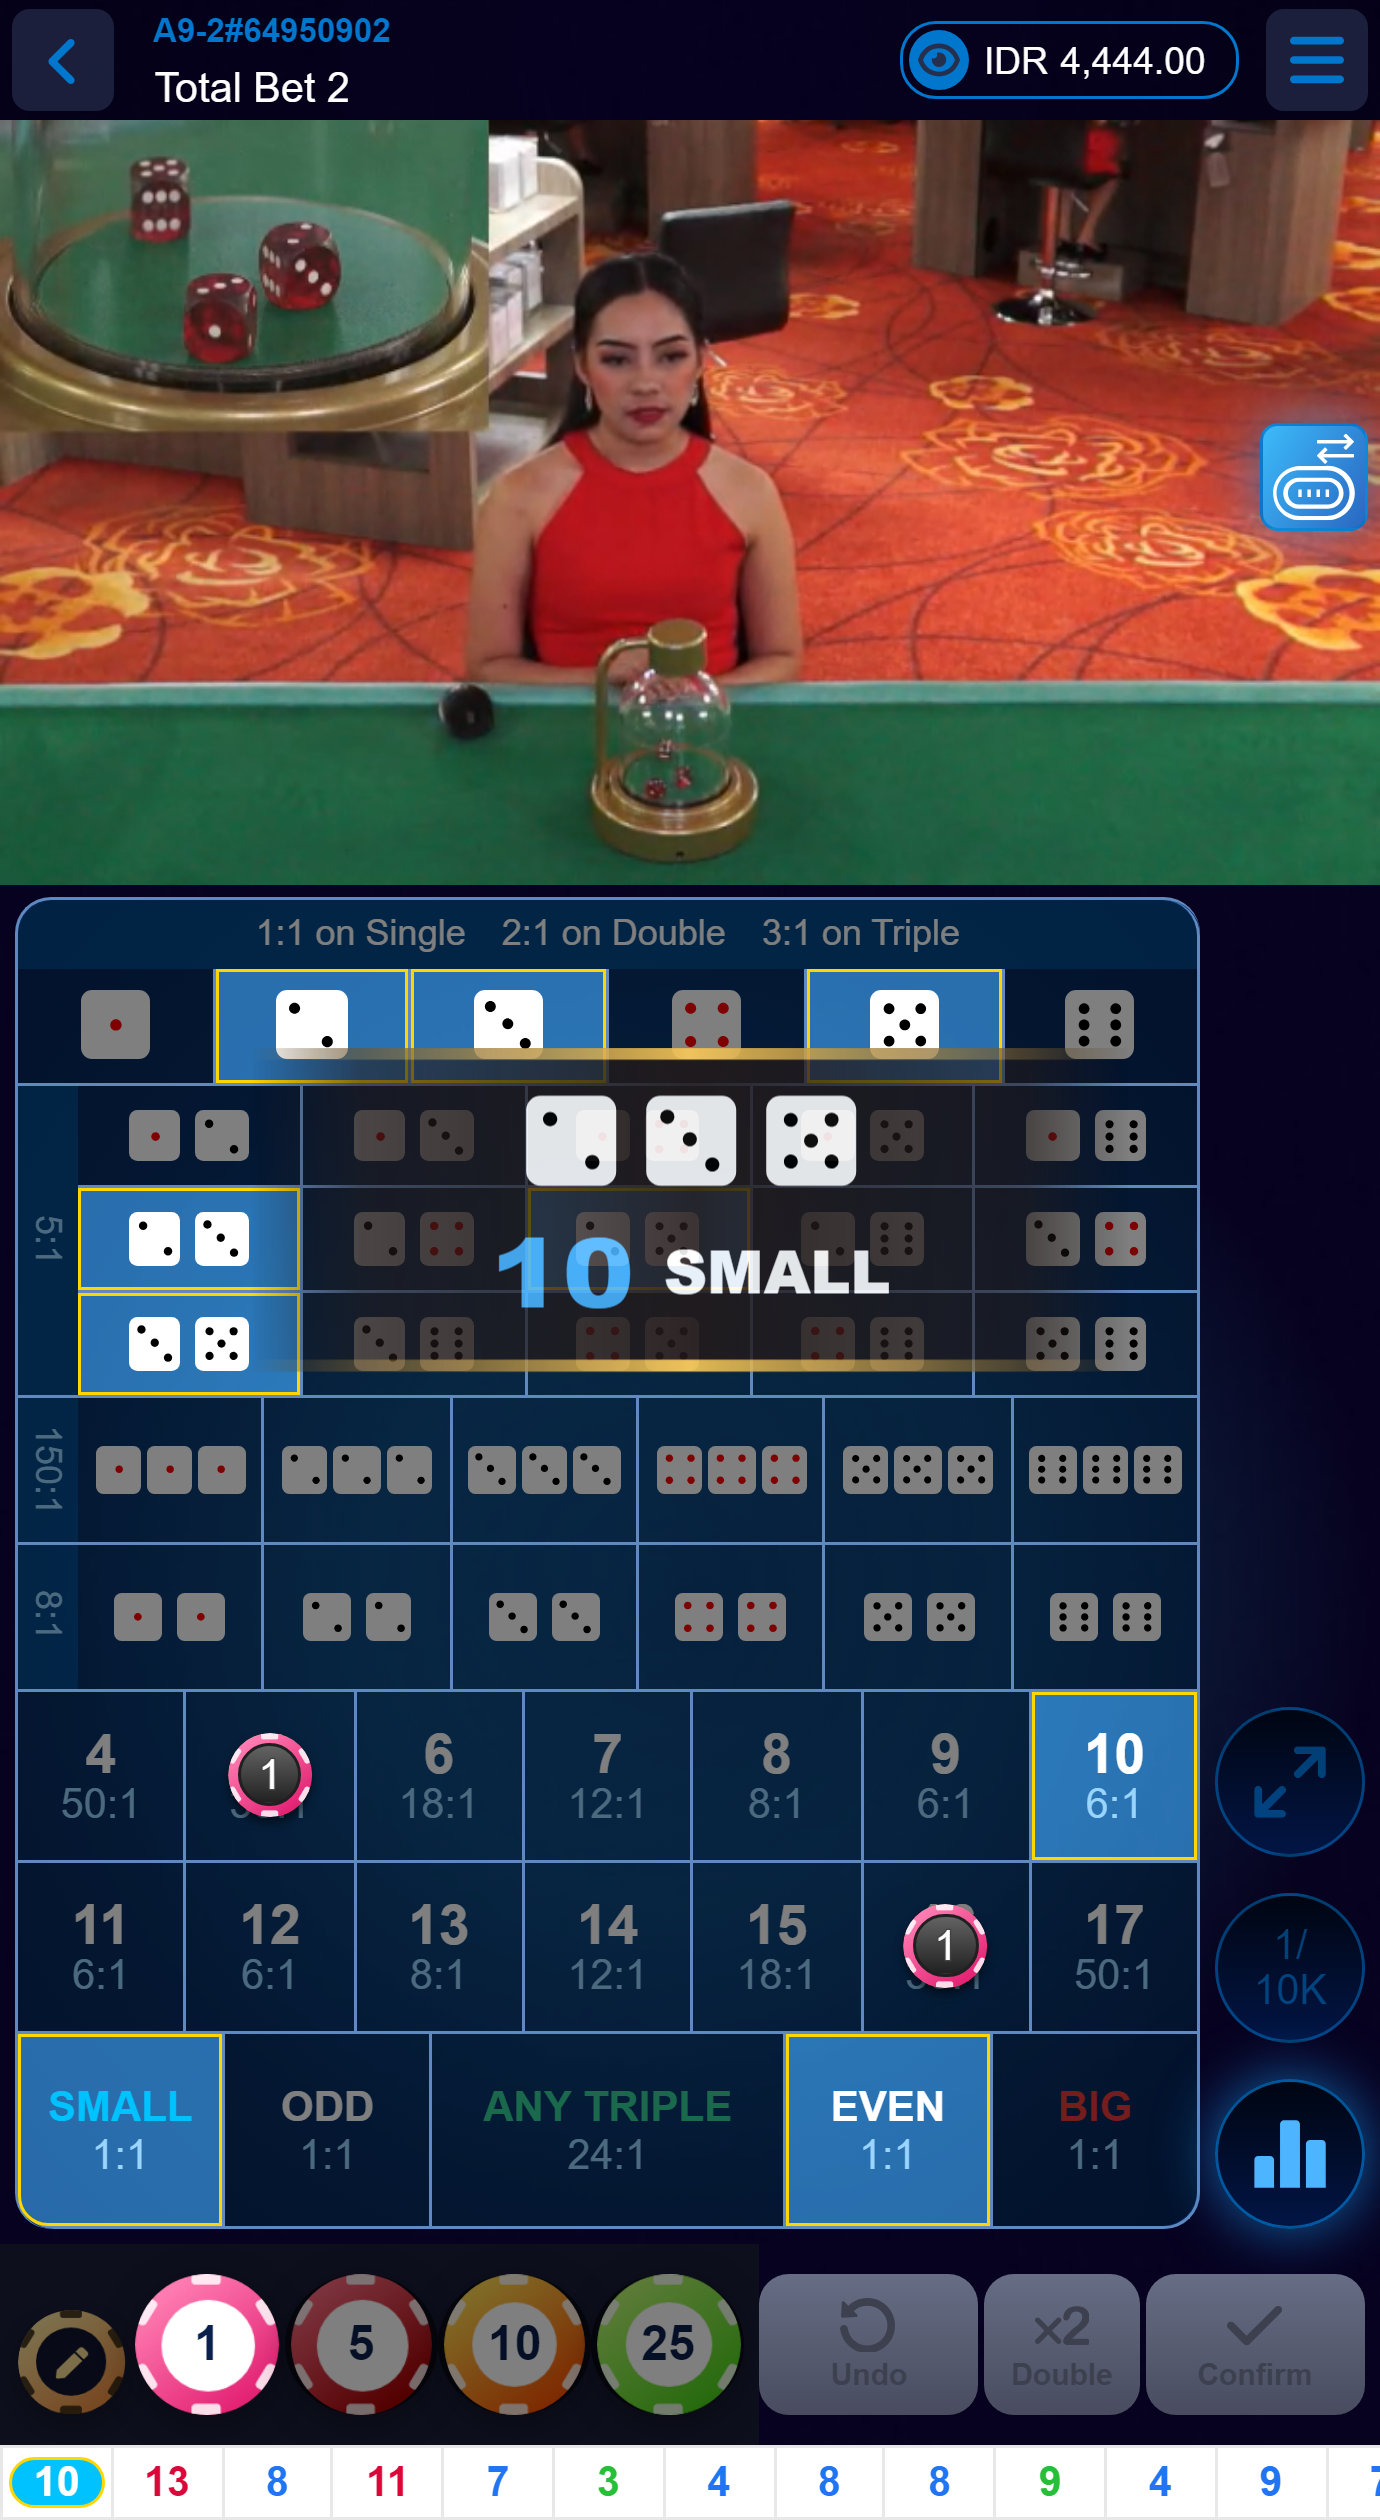 A9-2#64950902
Total Bet 2
IDR 4,444.00
1:1 on Single 2:1 on Double 3:1 on Triple
5:1
10 SMALL
150:1
8:1
4 6 7 8 9 10
50:1 18:1 12:1 8:1 6:1 6:1
1
11 12 13 14 15 17
6:1 6:1 8:1 12:1 18:1 50:1
1
1/
10K
SMALL ODD ANY TRIPLE EVEN BIG
1:1 1:1 24:1 1:1 1:1
1 5 10 25
Undo Double Confirm
x2
10 13 8 11 7 3 4 8 8 9 4 9